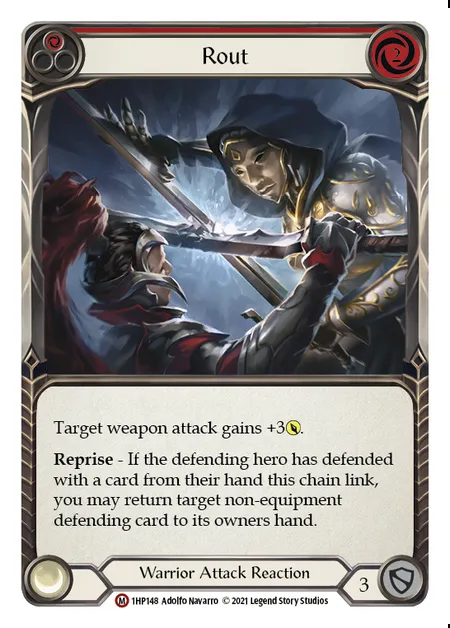 Rout
2
Target weapon attack gains +3.
Reprise - If the defending hero has defended
with a card from their hand this chain link,
you may return target non-equipment
defending card to its owners hand.
Warrior Attack Reaction
3
M 1HP148 Adolfo Navarro © 2021 Legend Story Studios